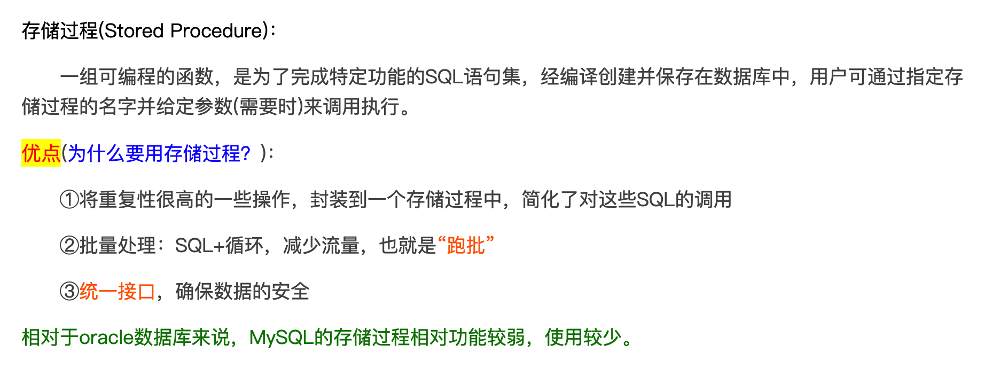 存储过程(Stored Procedure)：
一组可编程的函数，是为了完成特定功能的SQL语句集，经编译创建并保存在数据库中，用户可通过指定存
储过程的名字并给定参数(需要时)来调用执行。
优点(为什么要用存储过程？)：
①将重复性很高的一些操作，封装到一个存储过程中，简化了对这些SQL的调用
②批量处理：SQL+循环，减少流量，也就是“跑批”
③统一接口，确保数据的安全
相对于oracle数据库来说，MySQL的存储过程相对功能较弱，使用较少。